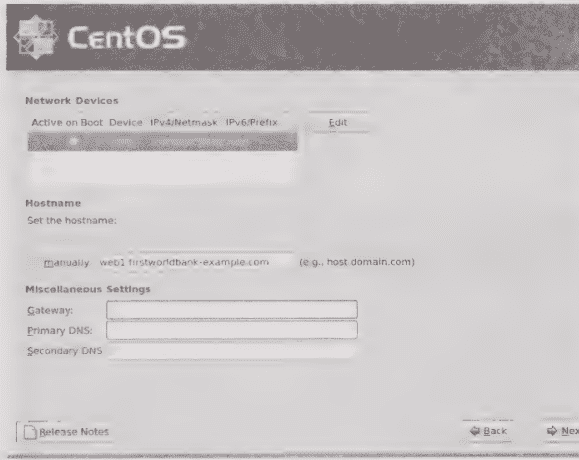 CentOS
Network Devices
Active on Boot Device IPv4/Netmask IPv6/Prefix
Edit
Hostname
Set the hostname:
manually web1.firstworldbank-example.com (e.g., host.domain.com)
Miscellaneous Settings
Gateway:
Primary DNS:
Secondary DNS
Release Notes
Back
Nex